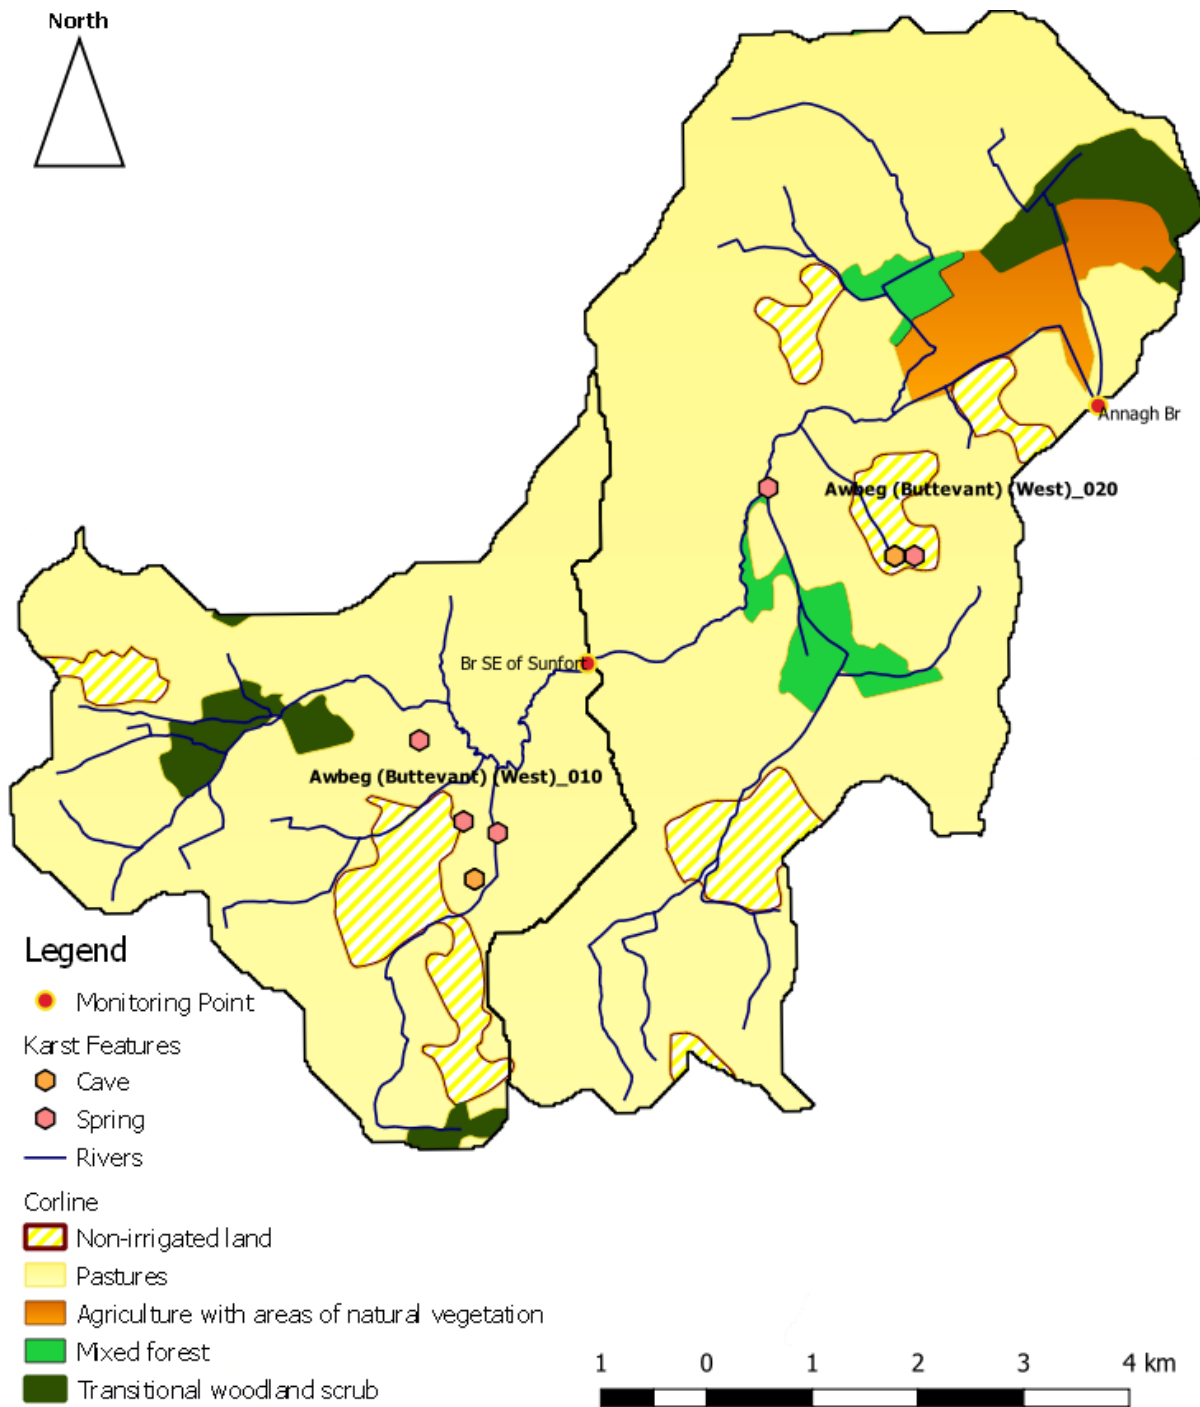 North
Annagh Br
Awbeg (Buttevant) (West)_020
Br SE of Sunfort
Awbeg (Buttevant) (West)_010
Legend
Monitoring Point
Karst Features
Cave
Spring
Rivers
Corline
Non-irrigated land
Pastures
Agriculture with areas of natural vegetation
Mixed forest
Transitional woodland scrub
1 0 1 2 3 4 km